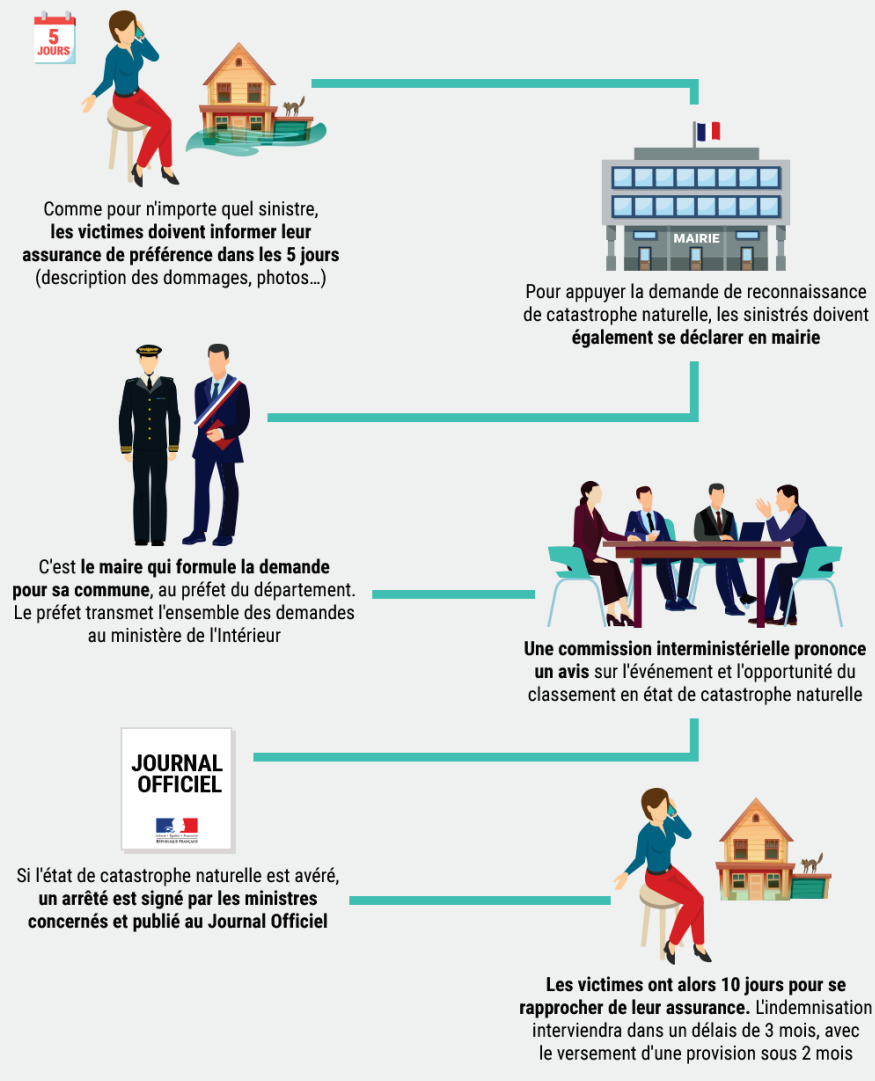 5
JOURS
Comme pour n'importe quel sinistre,
les victimes doivent informer leur
assurance de préférence dans les 5 jours
(description des dommages, photos…)
MAIRIE
Pour appuyer la demande de reconnaissance
de catastrophe naturelle, les sinistrés doivent
également se déclarer en mairie
C'est le maire qui formule la demande
pour sa commune, au préfet du département.
Le préfet transmet l'ensemble des demandes
au ministère de l'Intérieur
Une commission interministérielle prononce
un avis sur l'événement et l'opportunité du
classement en état de catastrophe naturelle
JOURNAL
OFFICIEL
Liberté • Égalité • Fraternité
RÉPUBLIQUE FRANÇAISE
Si l'état de catastrophe naturelle est avéré,
un arrêté est signé par les ministres
concernés et publié au Journal Officiel
Les victimes ont alors 10 jours pour se
rapprocher de leur assurance. L'indemnisation
interviendra dans un délais de 3 mois, avec
le versement d'une provision sous 2 mois